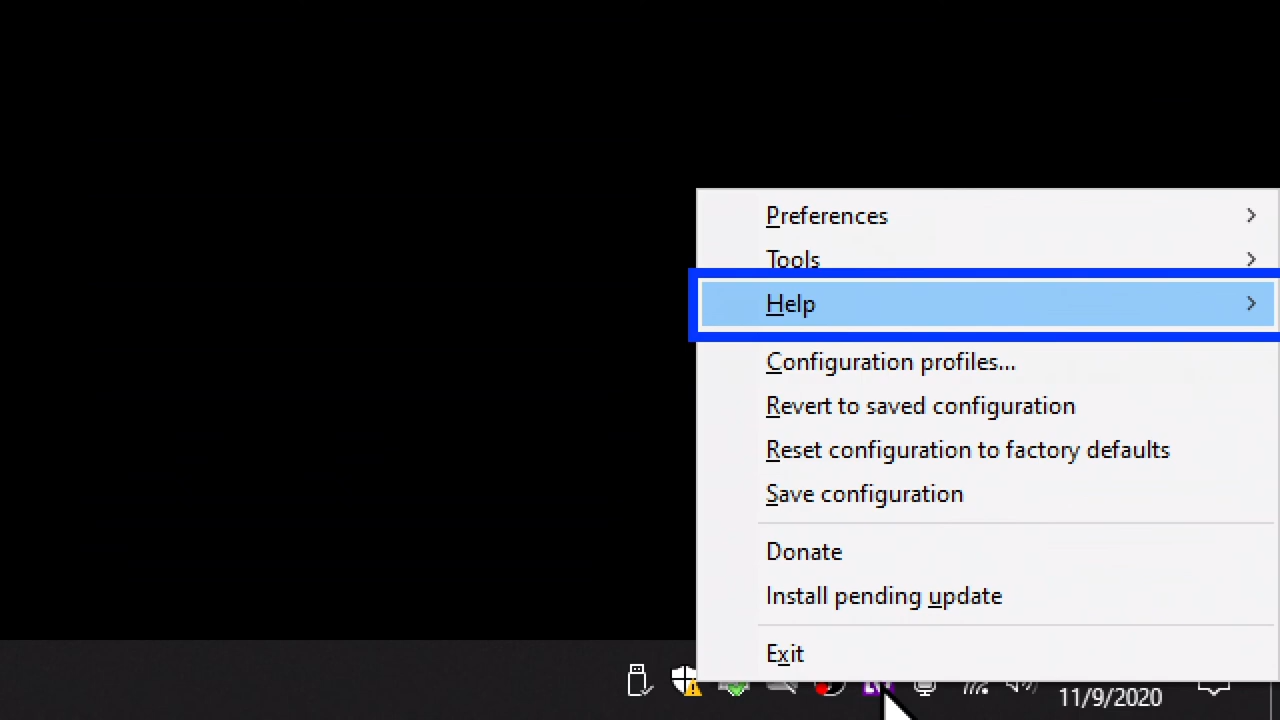 Preferences
Tools
Help
Configuration profiles...
Revert to saved configuration
Reset configuration to factory defaults
Save configuration
Donate
Install pending update
Exit
11/9/2020